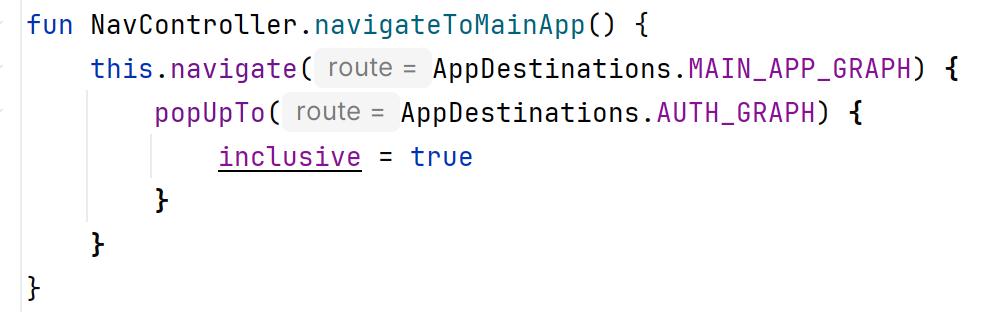 fun NavController.navigateToMainApp() {
this.navigate( route = AppDestinations.MAIN_APP_GRAPH) {
popUpTo( route = AppDestinations.AUTH_GRAPH) {
inclusive = true
}
}
}